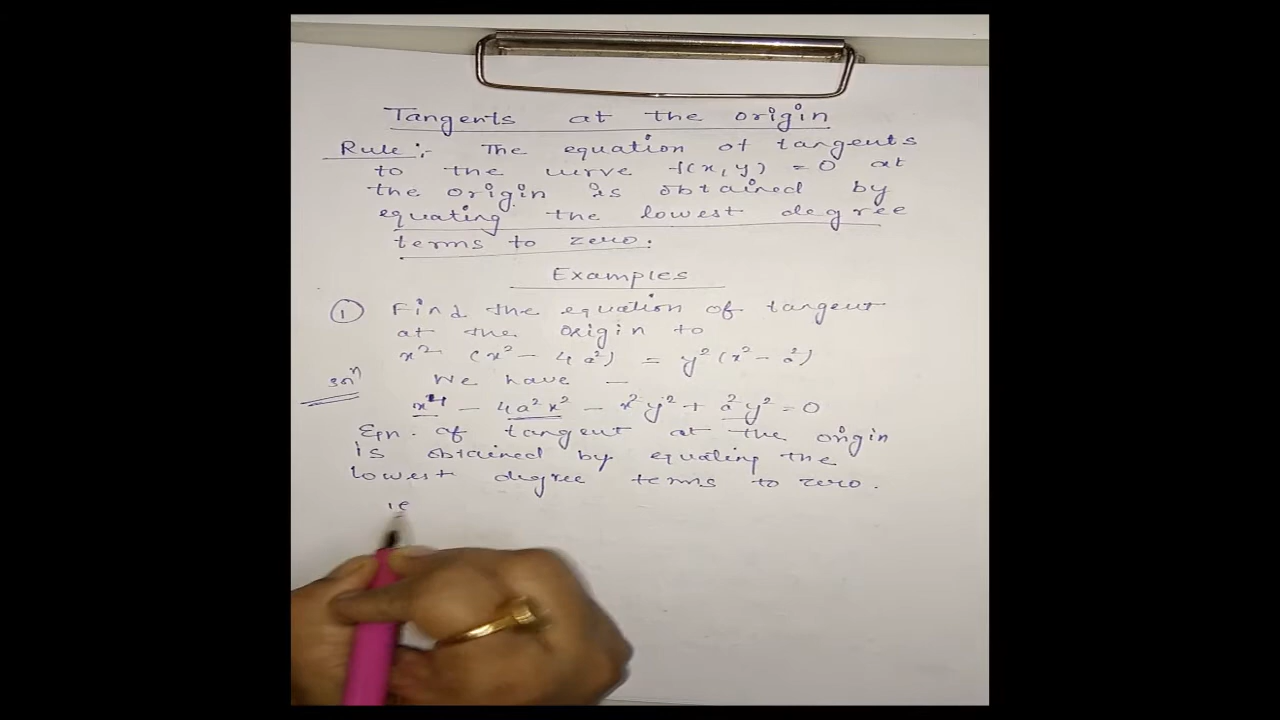 Tangents at the origin
Rule:- The equation of tangents
to the curve f(x, y) = 0 at
the origin is obtained by
equating the lowest degree
terms to zero.
Examples
① Find the equation of tangent
at the origin to
x² (x² - 4a²) = y² (x² - a²)
Solⁿ We have —
x⁴ - 4a²x² - x²y² + a²y² = 0
Eqn. of tangent at the origin
is obtained by equating the
lowest degree terms to zero.
ie